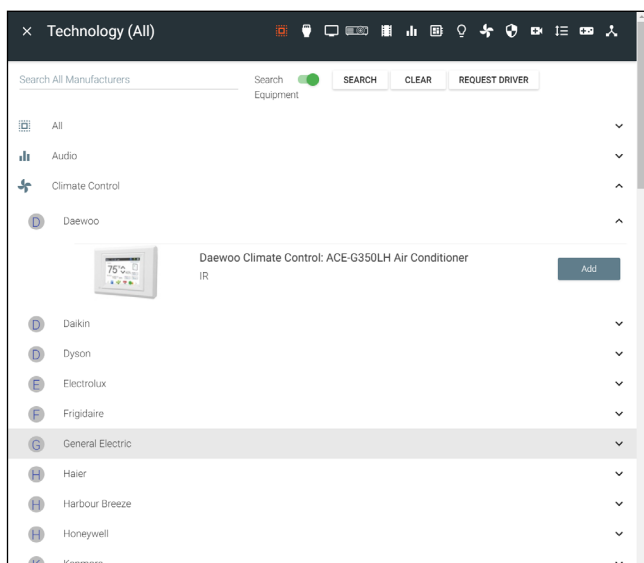 Technology (All)
Search All Manufacturers
Search
Equipment
SEARCH
CLEAR
REQUEST DRIVER
All
Audio
Climate Control
D Daewoo
75°
Daewoo Climate Control: ACE-G350LH Air Conditioner
IR
Add
D Daikin
D Dyson
E Electrolux
F Frigidaire
G General Electric
H Haier
H Harbour Breeze
H Honeywell
K Kenmore